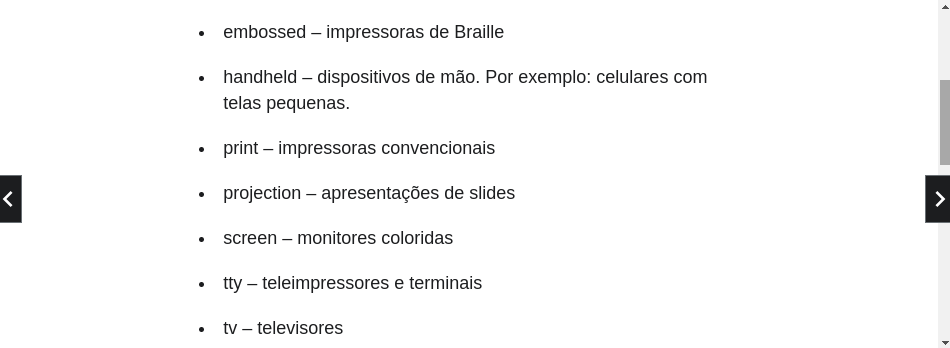 embossed – impressoras de Braille
handheld – dispositivos de mão. Por exemplo: celulares com
telas pequenas.
print – impressoras convencionais
projection – apresentações de slides
screen – monitores coloridas
tty – teleimpressores e terminais
tv – televisores